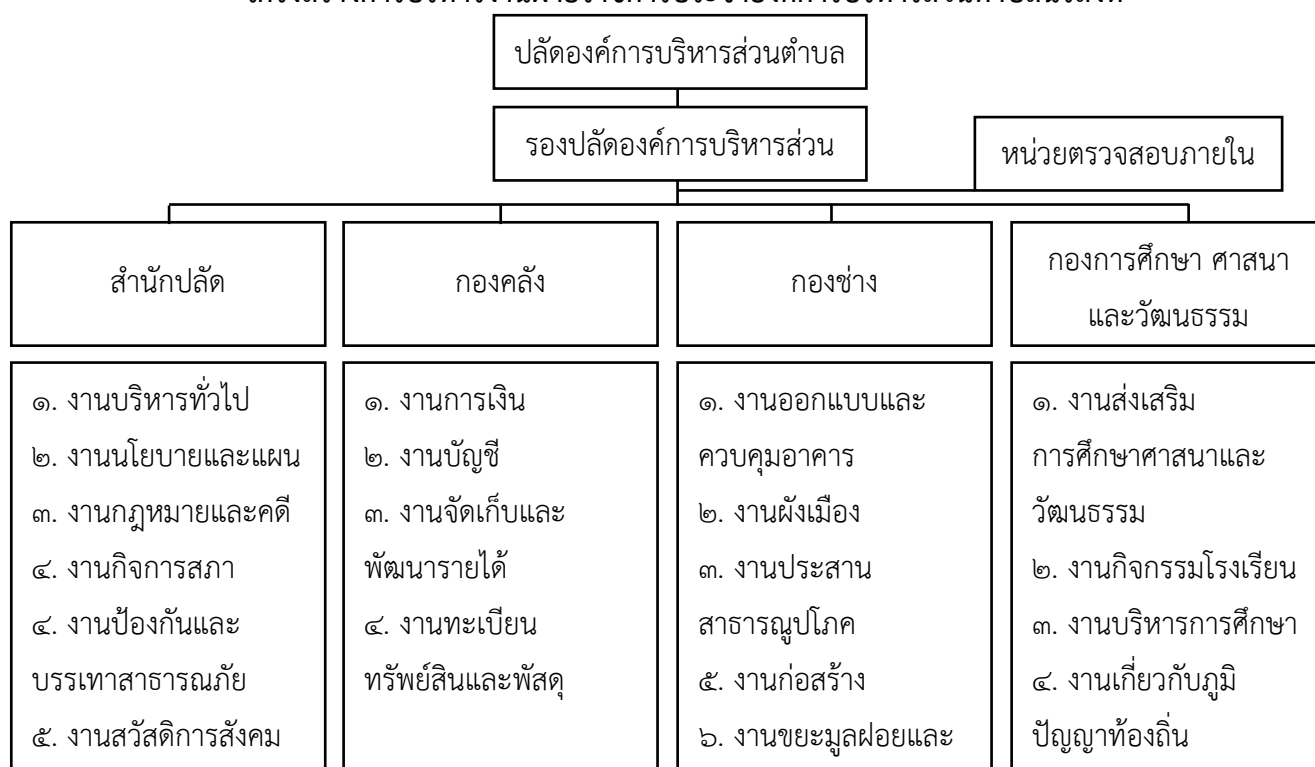 ปลัดองค์การบริหารส่วนตำบล
รองปลัดองค์การบริหารส่วน
หน่วยตรวจสอบภายใน
สำนักปลัด
กองคลัง
กองช่าง
กองการศึกษา ศาสนา
และวัฒนธรรม
๑. งานบริหารทั่วไป
๒. งานนโยบายและแผน
๓. งานกฎหมายและคดี
๔. งานกิจการสภา
๔. งานป้องกันและ
บรรเทาสาธารณภัย
๕. งานสวัสดิการสังคม
๑. งานการเงิน
๒. งานบัญชี
๓. งานจัดเก็บและ
พัฒนารายได้
๔. งานทะเบียน
ทรัพย์สินและพัสดุ
๑. งานออกแบบและ
ควบคุมอาคาร
๒. งานผังเมือง
๓. งานประสาน
สาธารณูปโภค
๕. งานก่อสร้าง
๖. งานขยะมูลฝอยและ
๑. งานส่งเสริม
การศึกษาศาสนาและ
วัฒนธรรม
๒. งานกิจกรรมโรงเรียน
๓. งานบริหารการศึกษา
๔. งานเกี่ยวกับภูมิ
ปัญญาท้องถิ่น